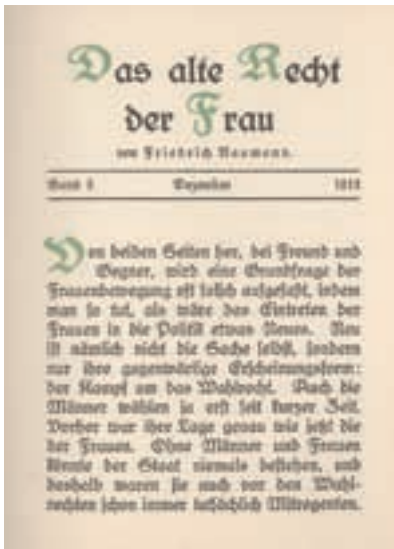 Das alte Recht
der Frau
von Friedrich Naumann.
Band 5 Dezember 1918
Von beiden Seiten her, bei Freund und
Gegner, wird eine Grundfrage der
Frauenbewegung oft falsch aufgefaßt, indem
man so tut, als wäre das Eintreten der
Frauen in die Politik etwas Neues. Neu
ist nämlich nicht die Sache selbst, sondern
nur ihre gegenwärtige Erscheinungsform:
der Kampf um das Wahlrecht. Auch die
Männer wählen ja erst seit kurzer Zeit.
Vorher war ihre Lage genau wie jetzt die
der Frauen. Ohne Männer und Frauen
könnte der Staat niemals bestehen, und
deshalb waren sie auch vor den Wahl-
rechten schon immer tatsächlich Mitregenten.